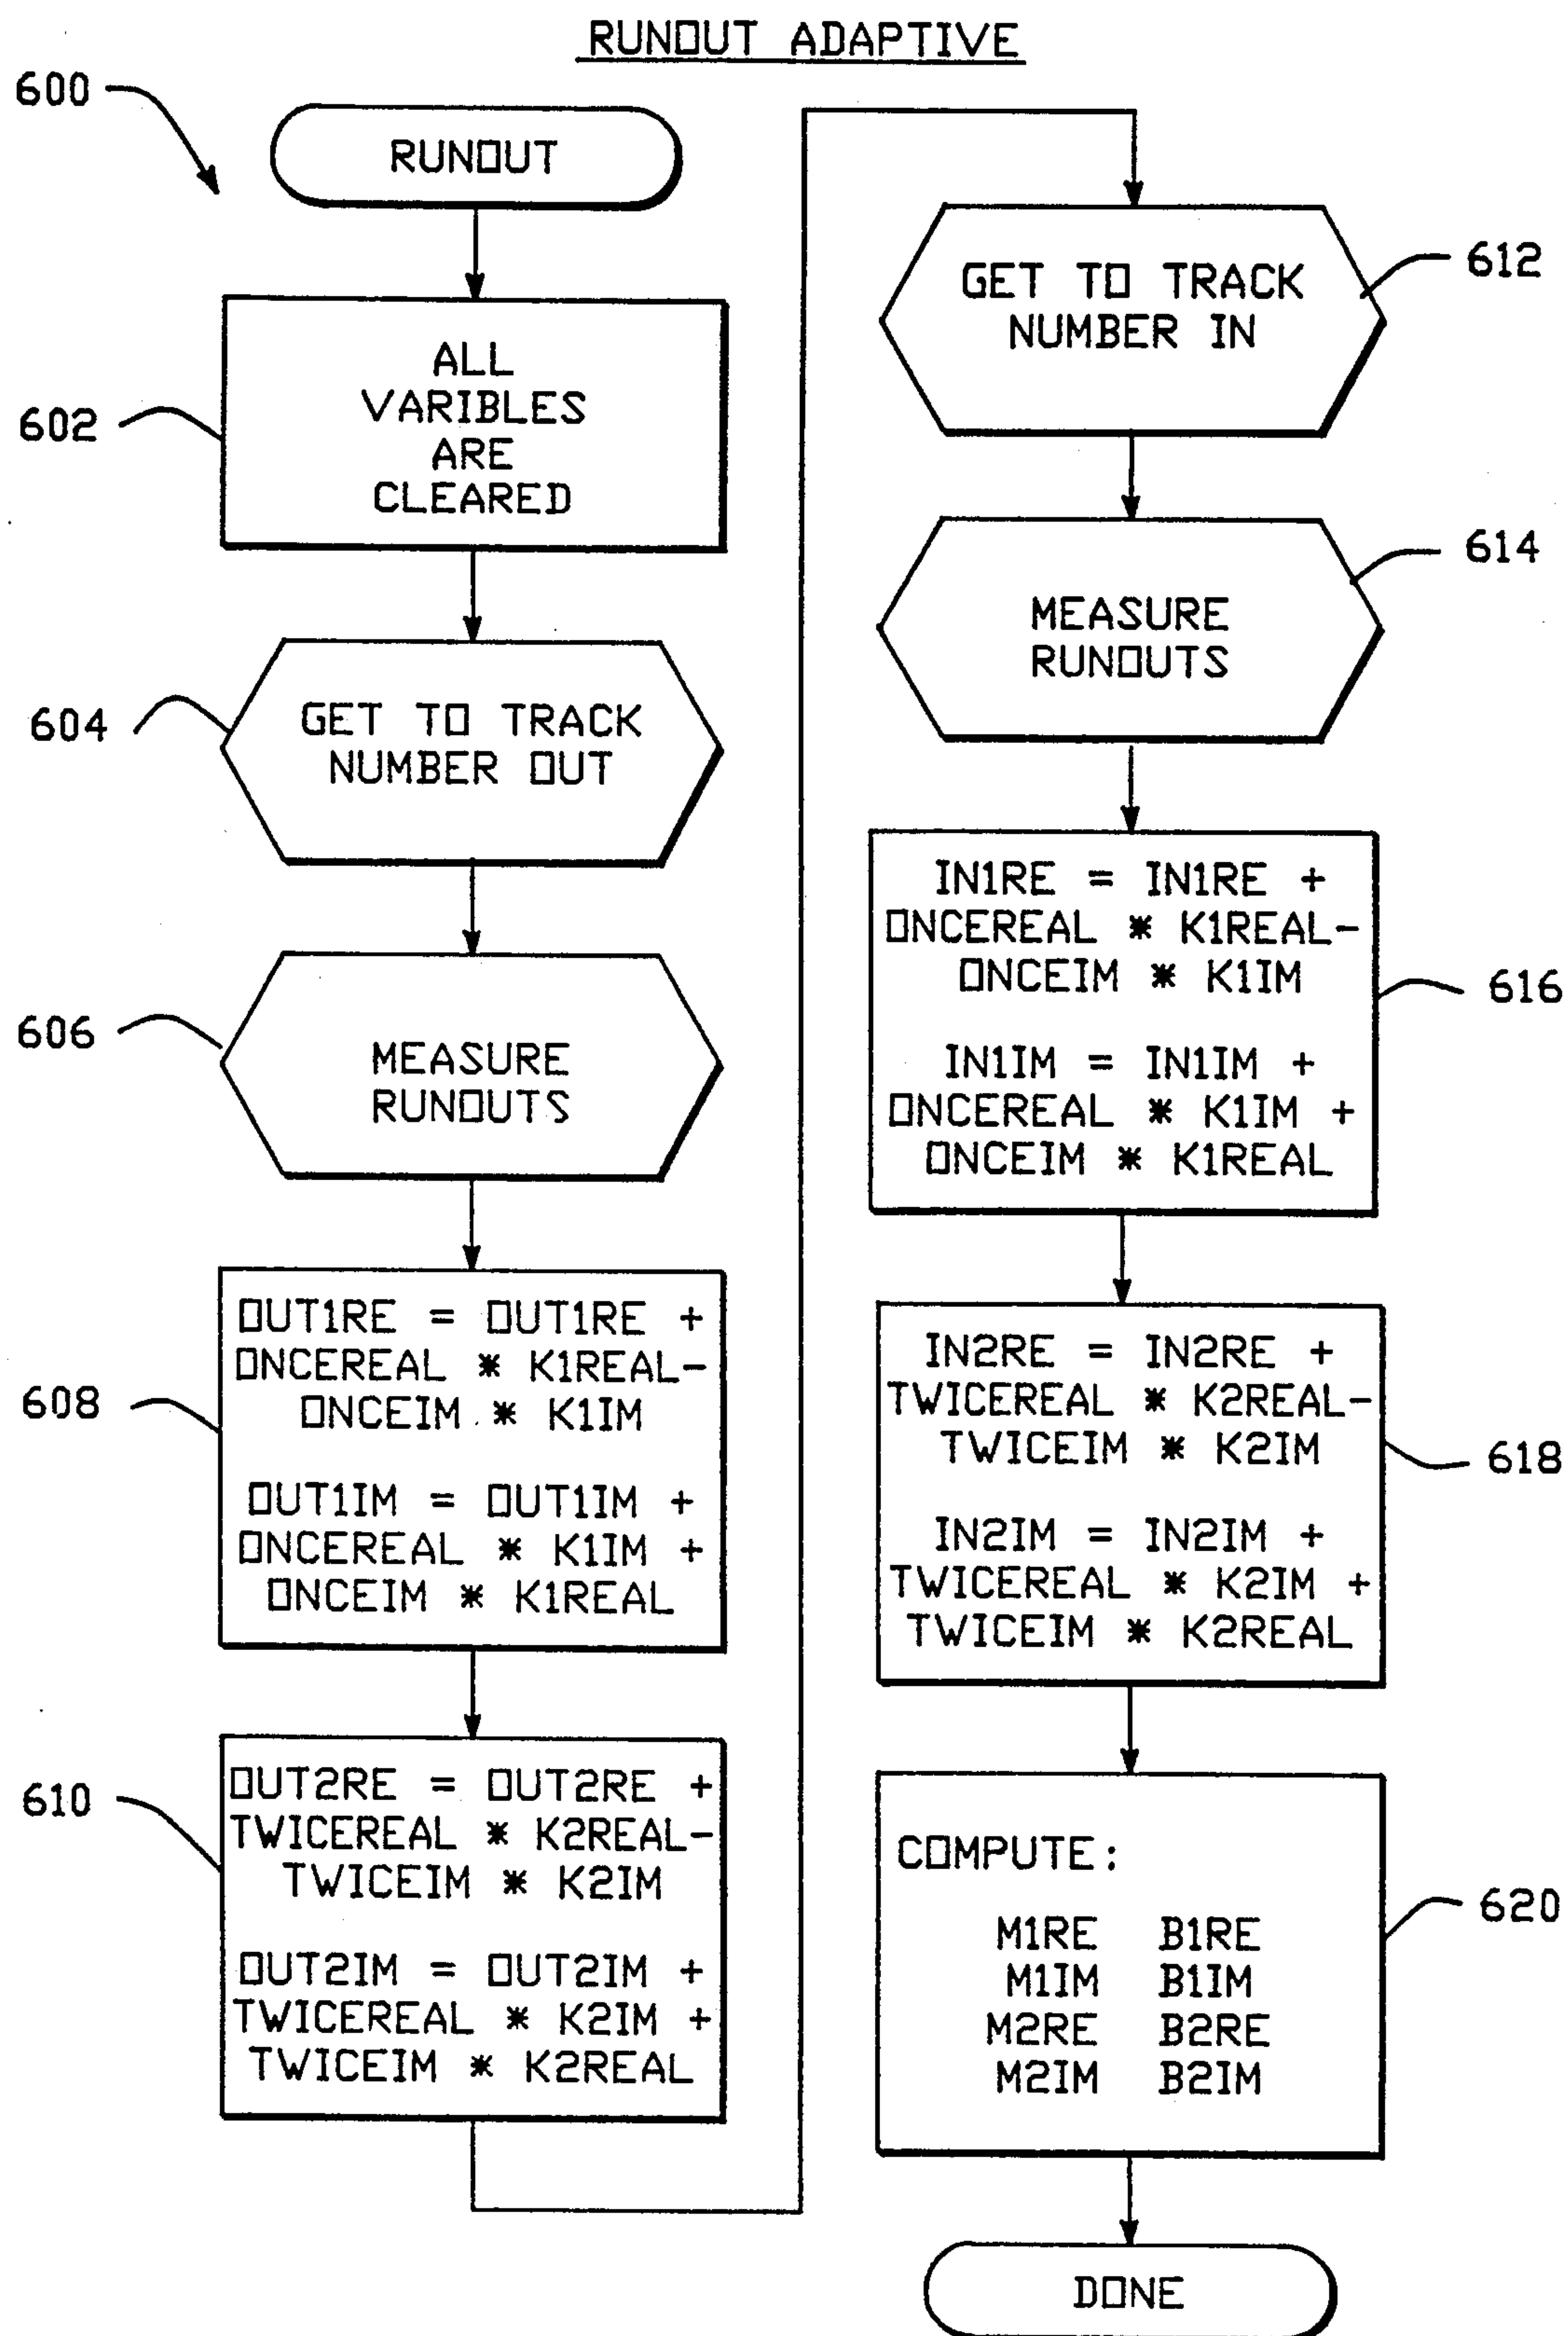 RUNOUT ADAPTIVE
600
RUNOUT
602
ALL
VARIBLES
ARE
CLEARED
604
GET TO TRACK
NUMBER OUT
606
MEASURE
RUNOUTS
608
OUT1RE = OUT1RE +
ONCEREAL * K1REAL-
ONCEIM * K1IM
OUT1IM = OUT1IM +
ONCEREAL * K1IM +
ONCEIM * K1REAL
610
OUT2RE = OUT2RE +
TWICEREAL * K2REAL-
TWICEIM * K2IM
OUT2IM = OUT2IM +
TWICEREAL * K2IM +
TWICEIM * K2REAL
612
GET TO TRACK
NUMBER IN
614
MEASURE
RUNOUTS
616
IN1RE = IN1RE +
ONCEREAL * K1REAL-
ONCEIM * K1IM
IN1IM = IN1IM +
ONCEREAL * K1IM +
ONCEIM * K1REAL
618
IN2RE = IN2RE +
TWICEREAL * K2REAL-
TWICEIM * K2IM
IN2IM = IN2IM +
TWICEREAL * K2IM +
TWICEIM * K2REAL
620
COMPUTE:
M1RE B1RE
M1IM B1IM
M2RE B2RE
M2IM B2IM
DONE